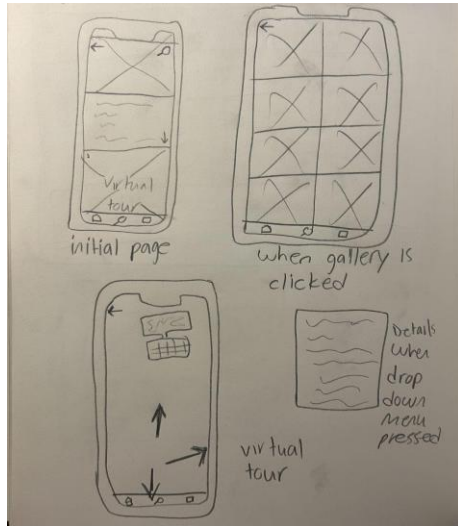 virtual
tour
initial page
when gallery is
clicked
Details
when
drop
down
menu
pressed
virtual
tour